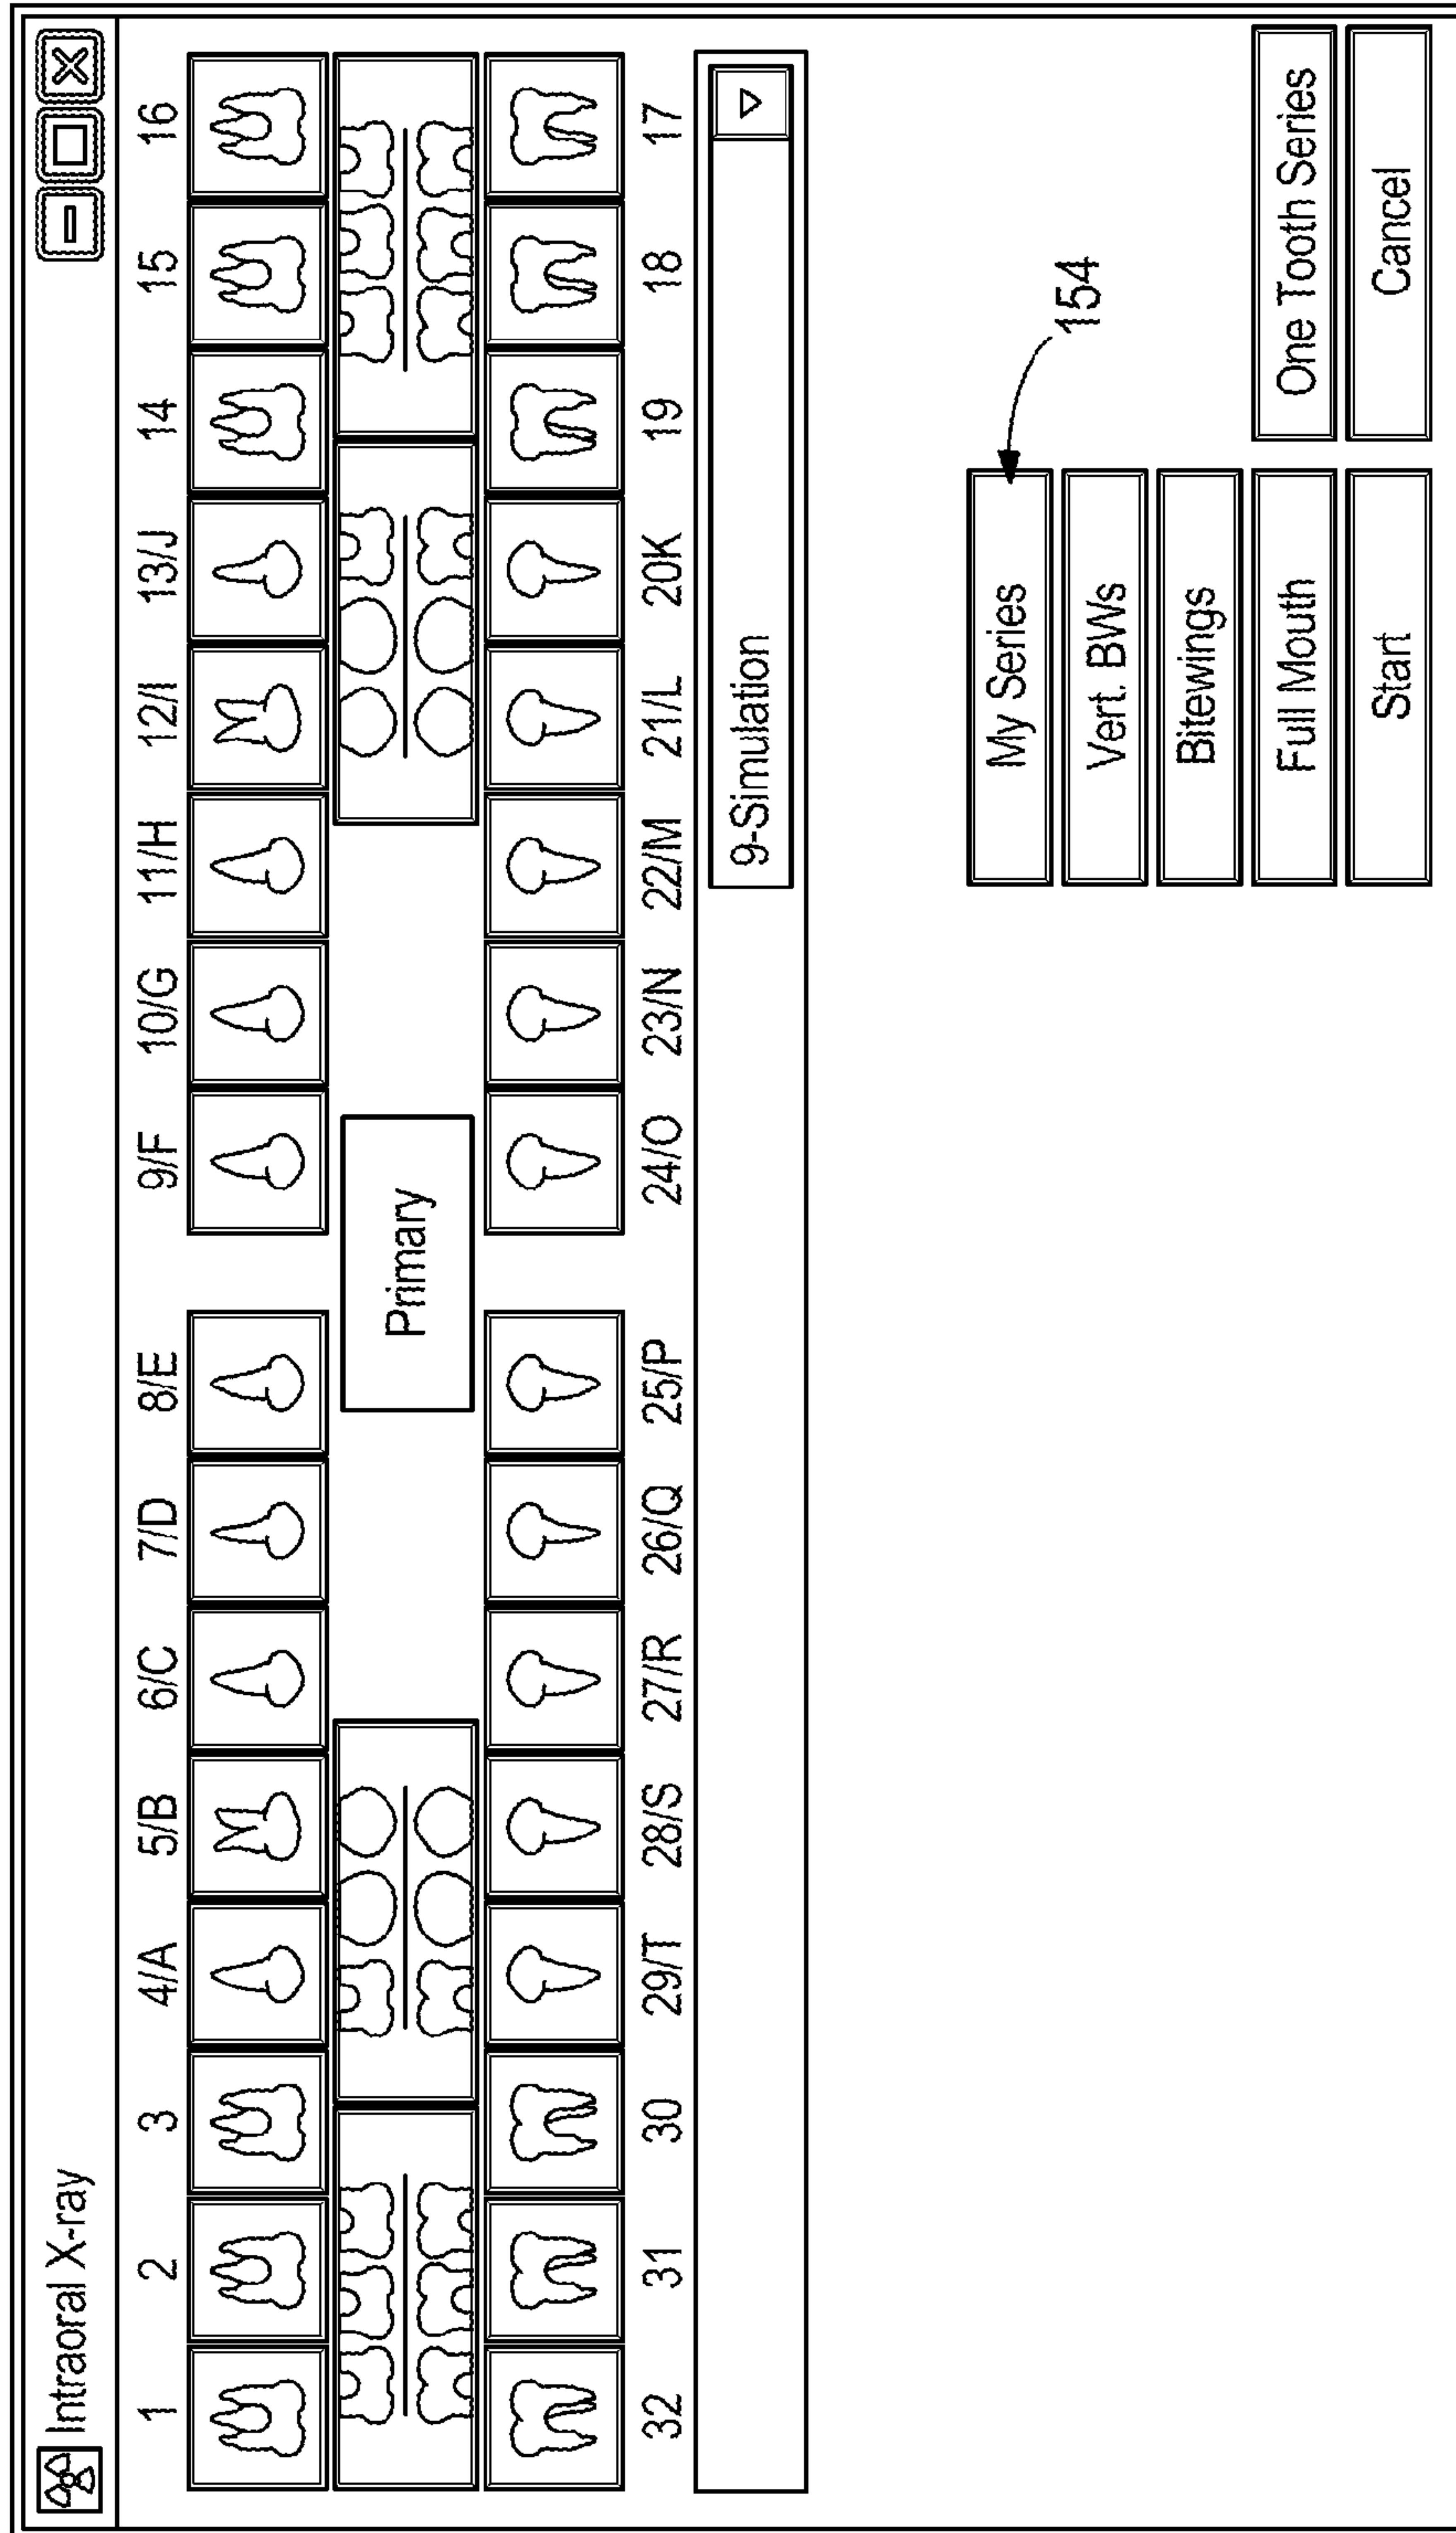 Intraoral X-ray
1 2 3 4/A 5/B 6/C 7/D 8/E 9/F 10/G 11/H 12/I 13/J 14 15 16
Primary
32 31 30 29/T 28/S 27/R 26/Q 25/P 24/O 23/N 22/M 21/L 20K 19 18 17
9-Simulation
My Series
154
Vert. BWs
Bitewings
Full Mouth One Tooth Series
Start Cancel